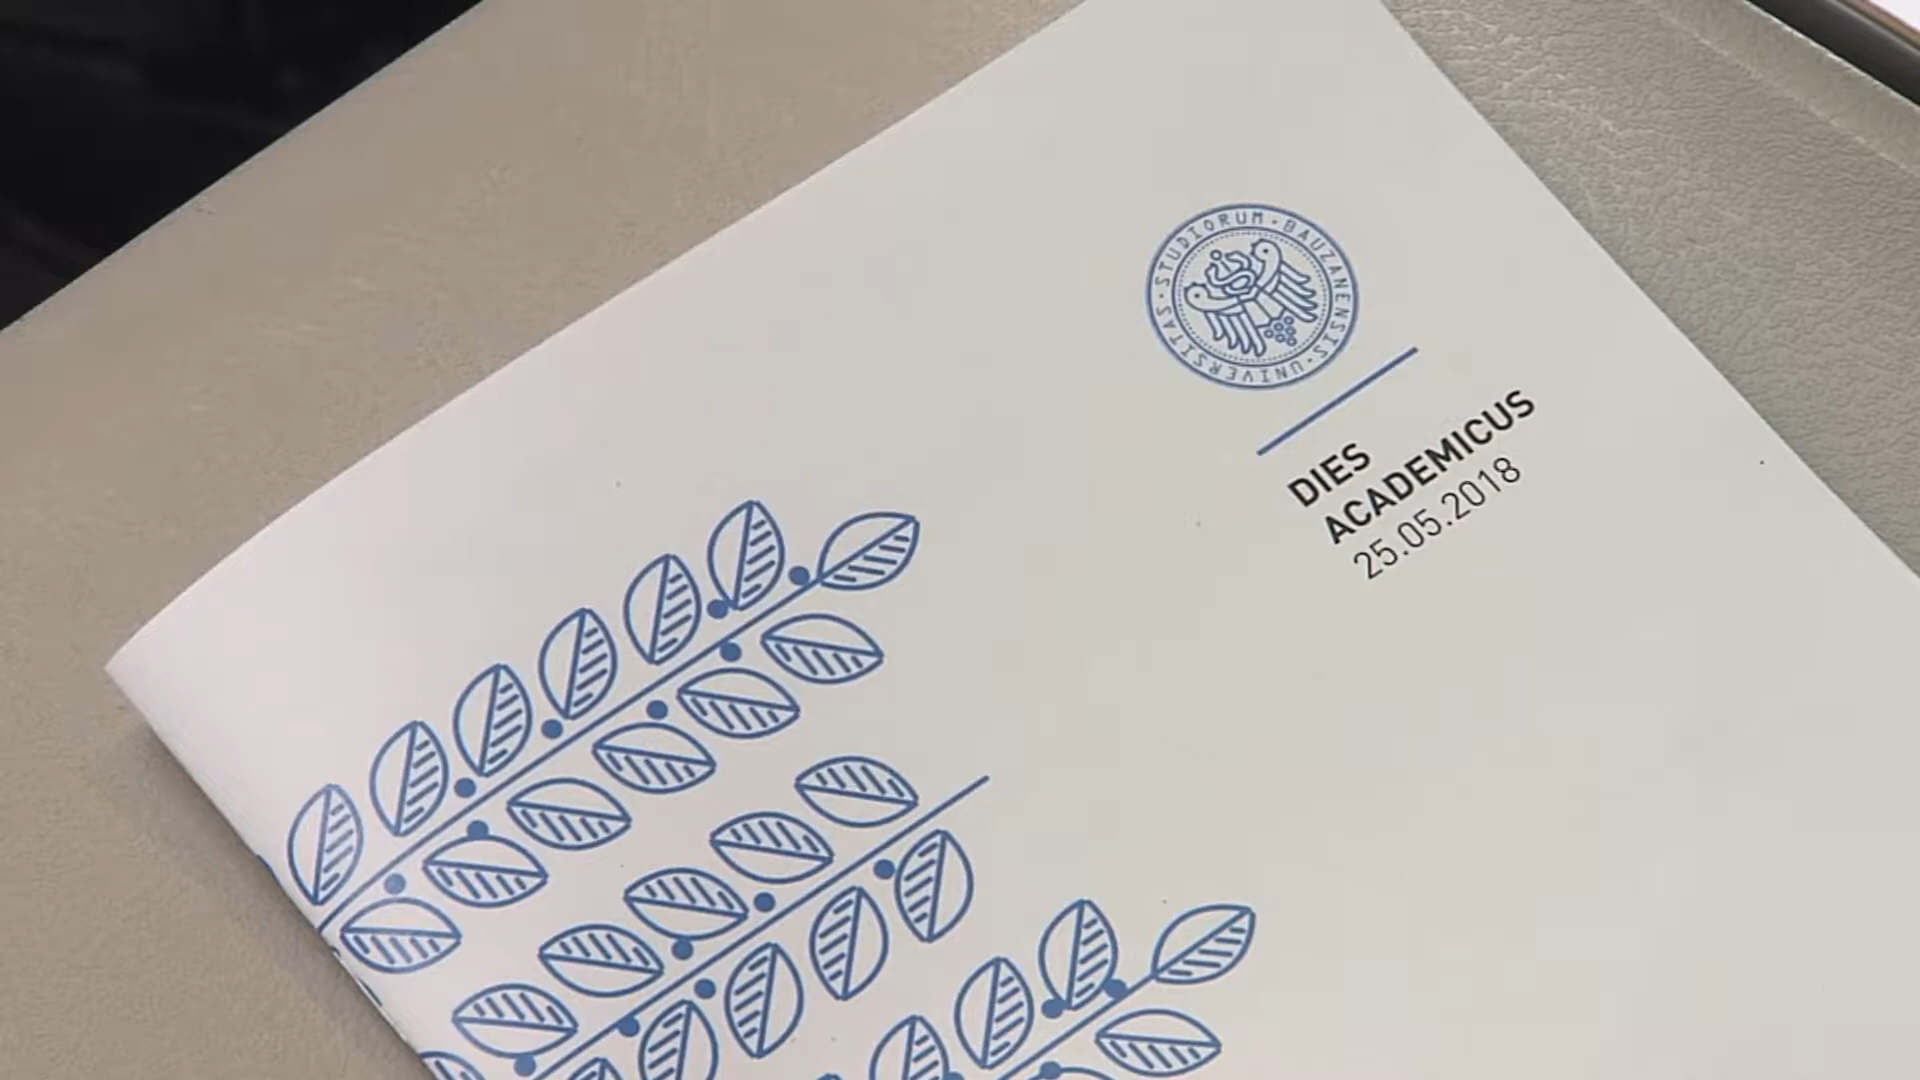 UNIVERSITAS · STUDIORUM · BAUZANENSIS ·
DIES
ACADEMICUS
25.05.2018